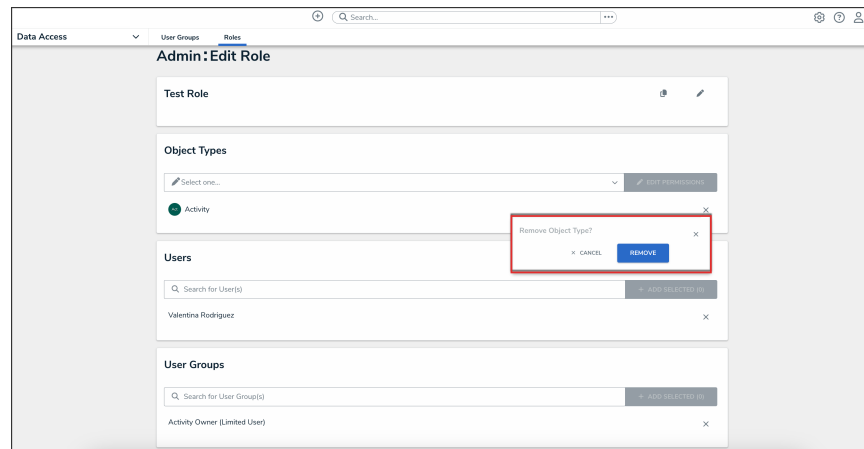 Search...
Data Access
User Groups
Roles
Admin: Edit Role
Test Role
Object Types
Select one...
EDIT PERMISSIONS
Ac
Activity
Remove Object Type?
CANCEL
REMOVE
Users
Search for User(s)
+ ADD SELECTED (0)
Valentina Rodriguez
User Groups
Search for User Group(s)
+ ADD SELECTED (0)
Activity Owner (Limited User)